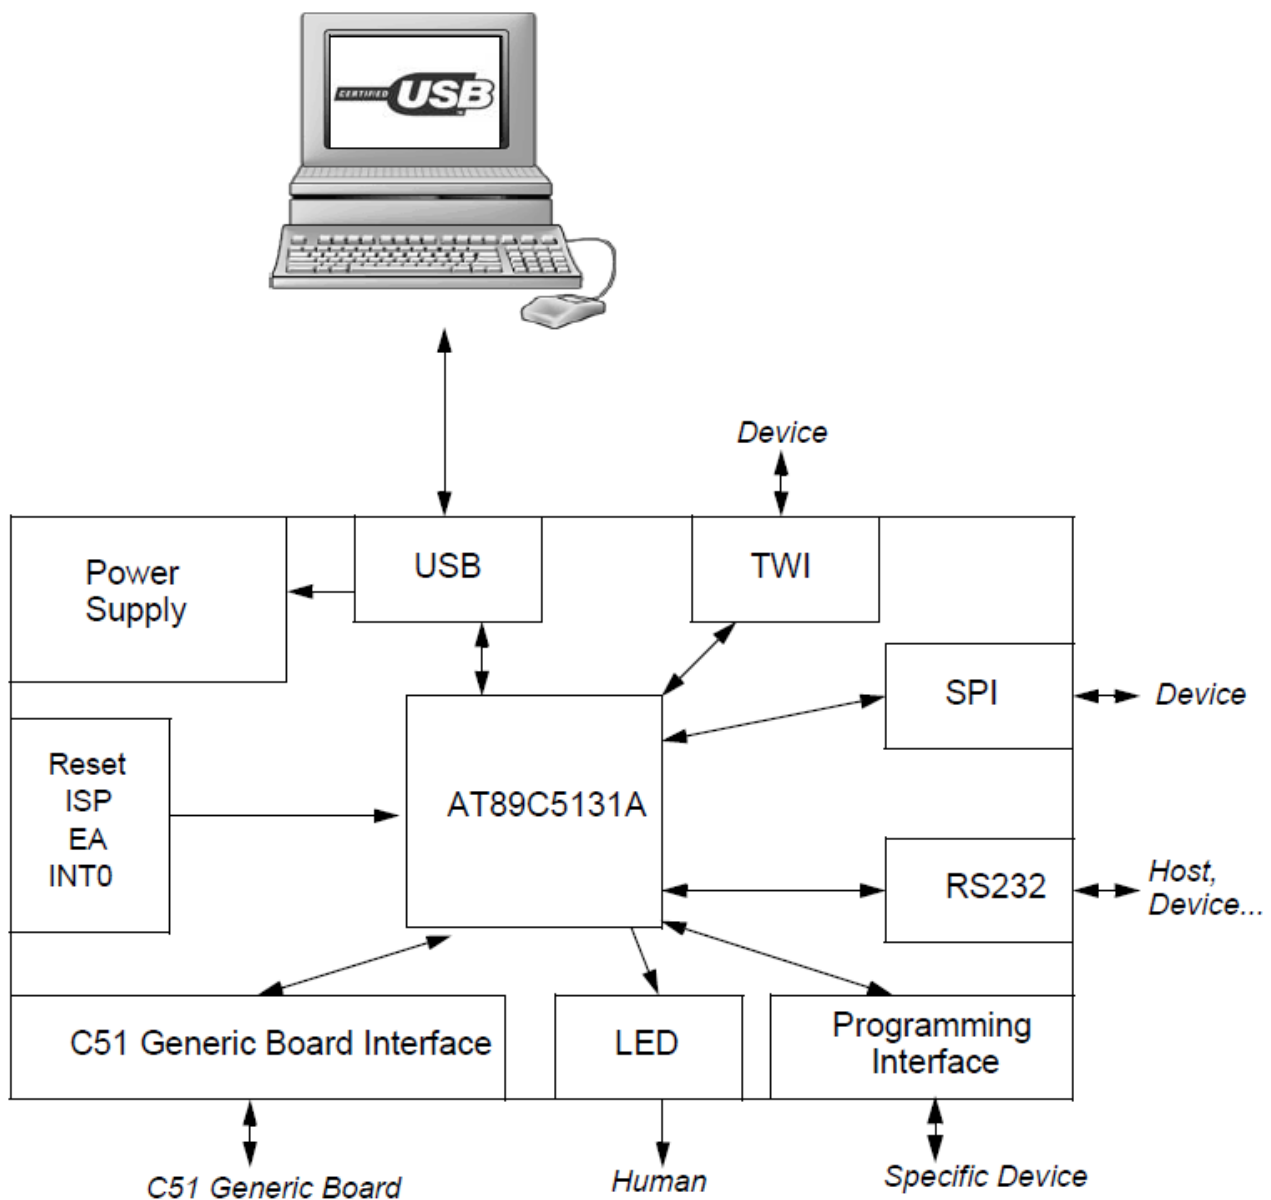 CERTIFIED USB
TM
Device
Power
Supply
USB
TWI
SPI
Device
Reset
ISP
EA
INT0
AT89C5131A
RS232
Host,
Device...
C51 Generic Board Interface
LED
Programming
Interface
C51 Generic Board
Human
Specific Device